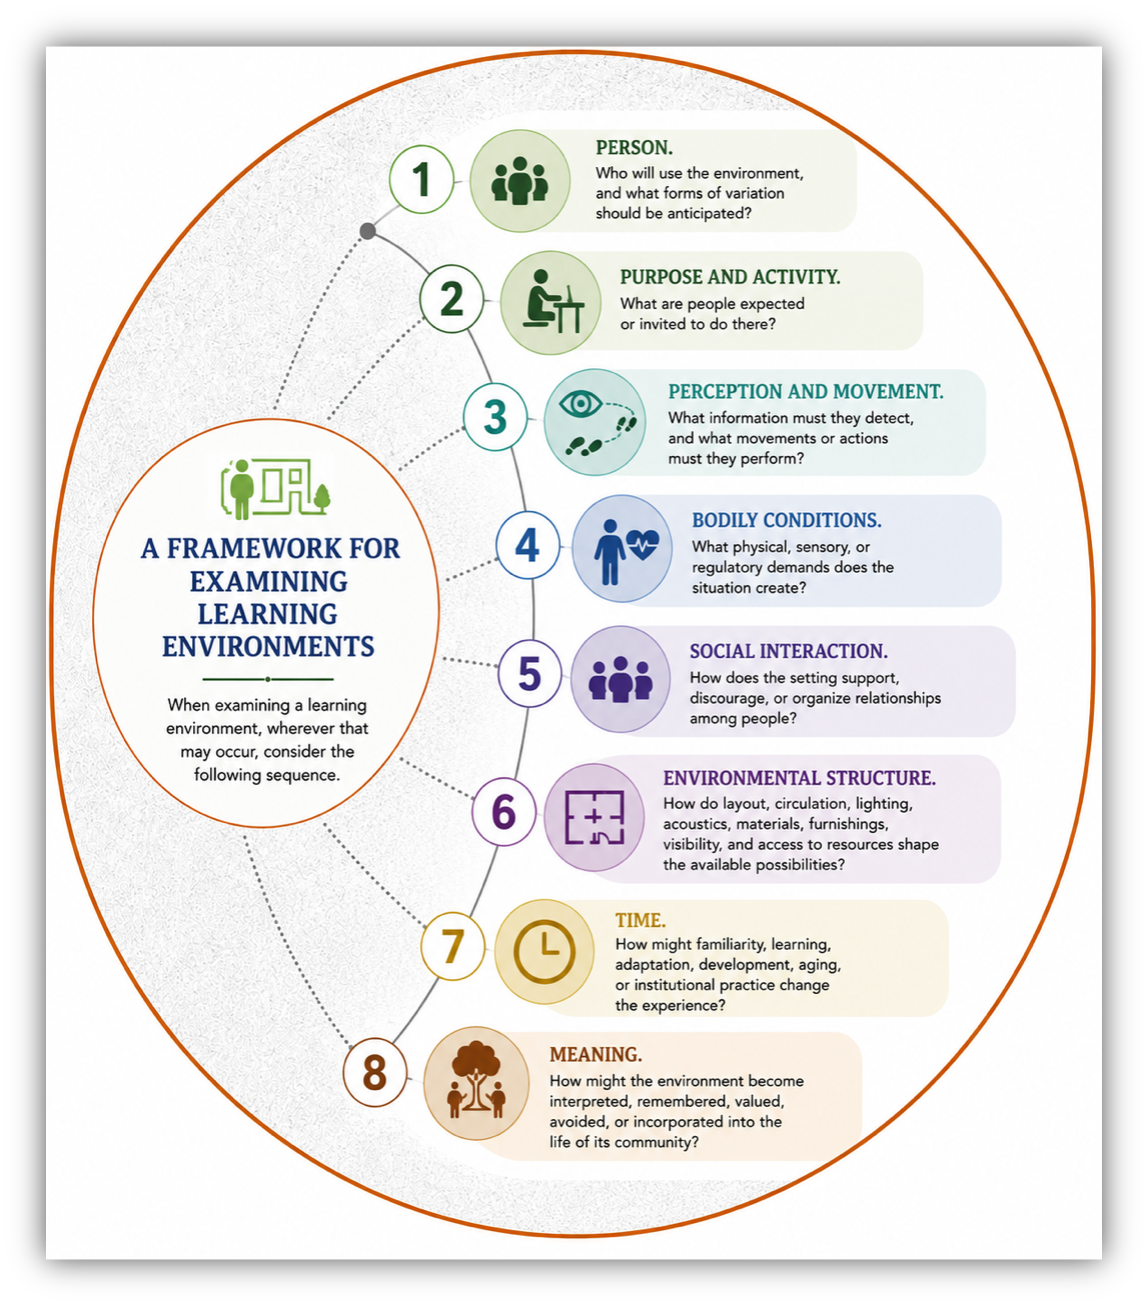 A FRAMEWORK FOR
EXAMINING
LEARNING
ENVIRONMENTS
When examining a learning
environment, wherever that
may occur, consider the
following sequence.
1
PERSON.
Who will use the environment,
and what forms of variation
should be anticipated?
2
PURPOSE AND ACTIVITY.
What are people expected
or invited to do there?
3
PERCEPTION AND MOVEMENT.
What information must they detect,
and what movements or actions
must they perform?
4
BODILY CONDITIONS.
What physical, sensory, or
regulatory demands does the
situation create?
5
SOCIAL INTERACTION.
How does the setting support,
discourage, or organize relationships
among people?
6
ENVIRONMENTAL STRUCTURE.
How do layout, circulation, lighting,
acoustics, materials, furnishings,
visibility, and access to resources shape
the available possibilities?
7
TIME.
How might familiarity, learning,
adaptation, development, aging,
or institutional practice change
the experience?
8
MEANING.
How might the environment become
interpreted, remembered, valued,
avoided, or incorporated into the
life of its community?